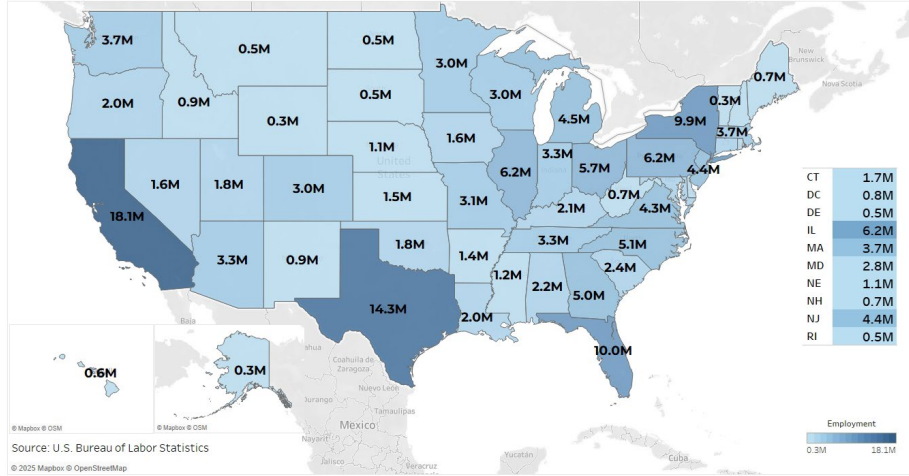 New
Brunswick
Nova Scotia
3.7M
0.5M
0.5M
3.0M
0.7M
2.0M
0.9M
0.5M
3.0M
0.3M
0.3M
4.5M
9.9M
3.7M
1.1M
1.6M
United
States
6.2M
3.3M
5.7M
6.2M
4.4M
1.6M
1.8M
3.0M
1.5M
3.1M
0.7M
4.3M
2.1M
18.1M
3.3M
0.9M
1.8M
1.4M
3.3M
5.1M
2.4M
1.2M
2.2M
5.0M
14.3M
2.0M
10.0M
CT 1.7M
DC 0.8M
DE 0.5M
IL 6.2M
MA 3.7M
MD 2.8M
NE 1.1M
NH 0.7M
NJ 4.4M
RI 0.5M
Baja
0.6M
0.3M
© Mapbox © OSM
© Mapbox © OSM
Coahuila de
Zaragoza
Nuevo León
Durango
Tamaulipas
Mexico
Nayarit
Jalisco
Veracruz
Yucatán
Cuba
Employment
0.3M 18.1M
Source: U.S. Bureau of Labor Statistics
© 2025 Mapbox © OpenStreetMap